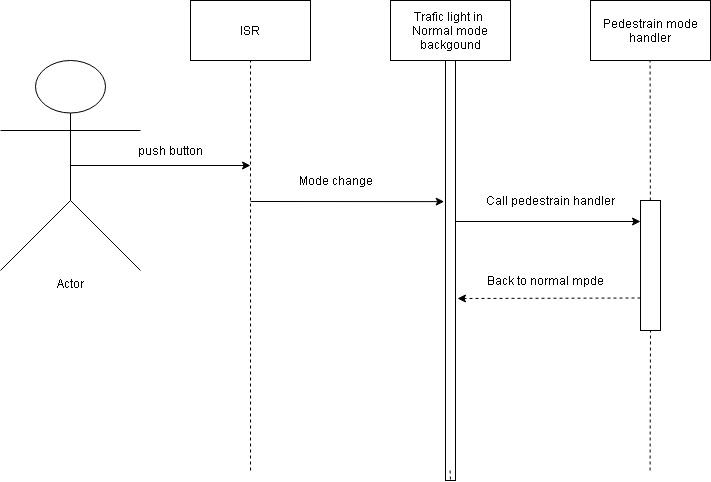 ISR
Trafic light in
Normal mode
backgound
Pedestrain mode
handler
push button
Mode change
Call pedestrain handler
Back to normal mpde
Actor